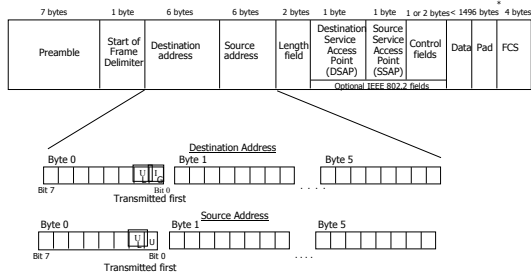 7 bytes 1 byte 6 bytes 6 bytes 2 bytes 1 byte 1 byte 1 or 2 bytes < 1496 bytes * 4 bytes
Preamble
Start of
Frame
Delimiter
Destination
address
Source
address
Length
field
Destination
Service
Access
Point
(DSAP)
Source
Service
Access
Point
(SSAP)
Control
fields
Data
Pad
FCS
Optional IEEE 802.2 fields
Destination Address
Byte 0 Byte 1 Byte 5
U
L
I
G
. . . .
Bit 7 Bit 0
Transmitted first
Source Address
Byte 0 Byte 1 Byte 5
U
L
U
....
Bit 7 Bit 0
Transmitted first